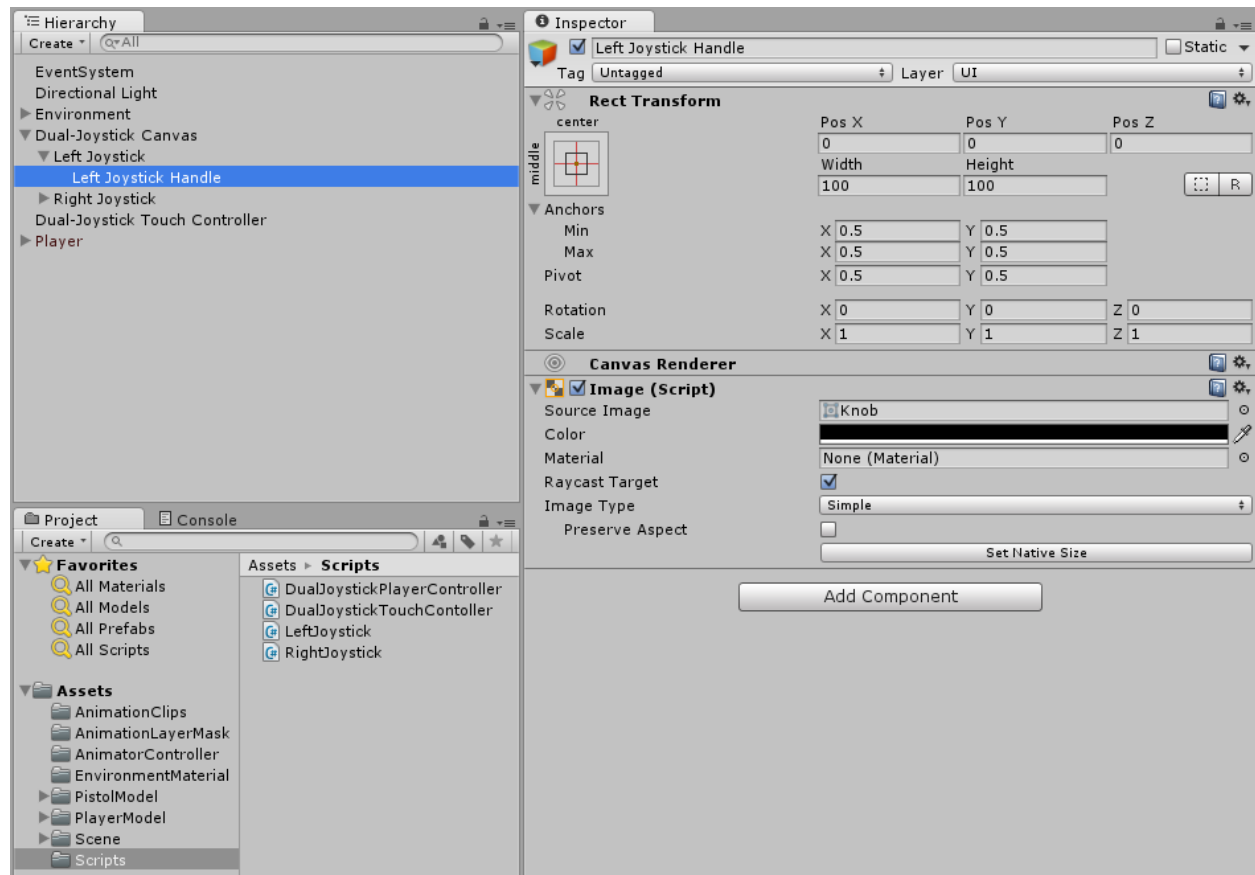 Hierarchy
Create All
EventSystem
Directional Light
Environment
Dual-Joystick Canvas
Left Joystick
Left Joystick Handle
Right Joystick
Dual-Joystick Touch Controller
Player
Project Console
Create
Favorites
All Materials
All Models
All Prefabs
All Scripts
Assets
AnimationClips
AnimationLayerMask
AnimatorController
EnvironmentMaterial
PistolModel
PlayerModel
Scene
Scripts
Assets Scripts
DualJoystickPlayerController
DualJoystickTouchContoller
LeftJoystick
RightJoystick
Inspector
Left Joystick Handle Static
Tag Untagged Layer UI
Rect Transform
center Pos X Pos Y Pos Z
middle
0 0 0
Width Height
100 100 R
Anchors
Min X 0.5 Y 0.5
Max X 0.5 Y 0.5
Pivot X 0.5 Y 0.5
Rotation X 0 Y 0 Z 0
Scale X 1 Y 1 Z 1
Canvas Renderer
Image (Script)
Source Image Knob
Color
Material None (Material)
Raycast Target
Image Type Simple
Preserve Aspect
Set Native Size
Add Component